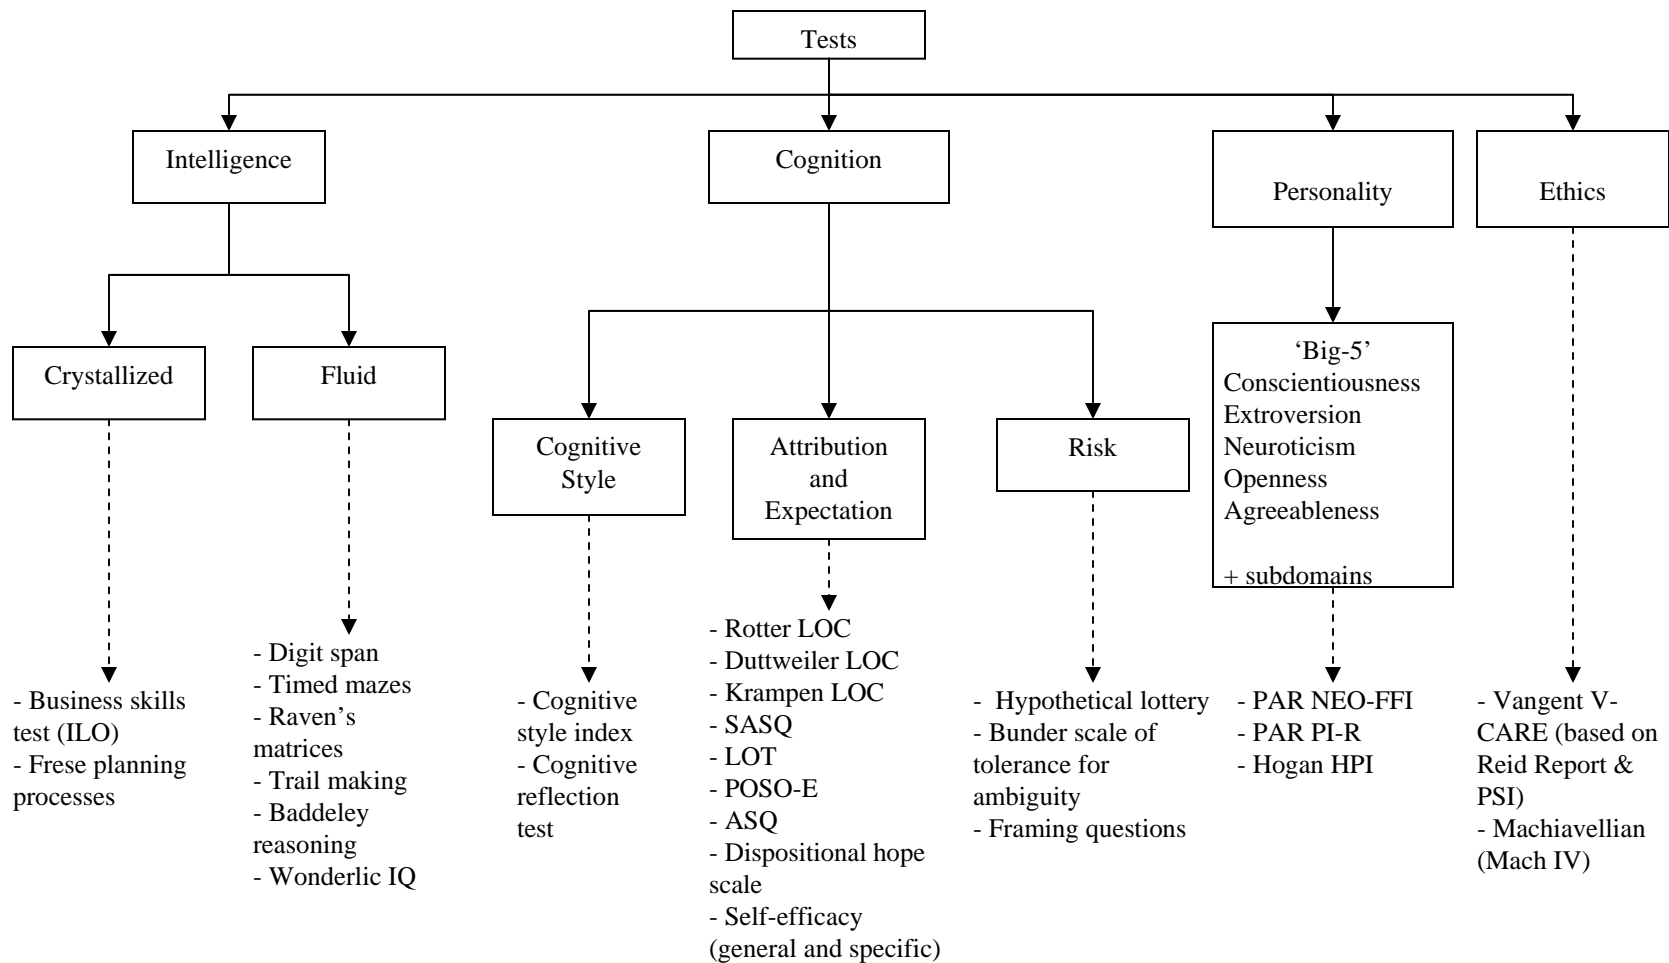 Tests
Intelligence
Cognition
Personality
Ethics
Crystallized
Fluid
Cognitive
Style
Attribution
and
Expectation
Risk
‘Big-5’
Conscientiousness
Extroversion
Neuroticism
Openness
Agreeableness
+ subdomains
- Business skills
test (ILO)
- Frese planning
processes
- Digit span
- Timed mazes
- Raven’s
matrices
- Trail making
- Baddeley
reasoning
- Wonderlic IQ
- Cognitive
style index
- Cognitive
reflection
test
- Rotter LOC
- Duttweiler LOC
- Krampen LOC
- SASQ
- LOT
- POSO-E
- ASQ
- Dispositional hope
scale
- Self-efficacy
(general and specific)
- Hypothetical lottery
- Bunder scale of
tolerance for
ambiguity
- Framing questions
- PAR NEO-FFI
- PAR PI-R
- Hogan HPI
- Vangent V-
CARE (based on
Reid Report &
PSI)
- Machiavellian
(Mach IV)